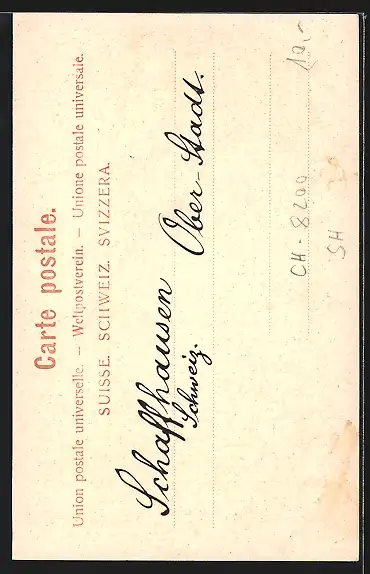 Carte postale.
Union postale universelle. — Weltpostverein. — Unione postale universale.
SUISSE. SCHWEIZ. SVIZZERA.
Schaffhausen Ober-Stadt.
Schweiz.
CH-8200
10,-
SH